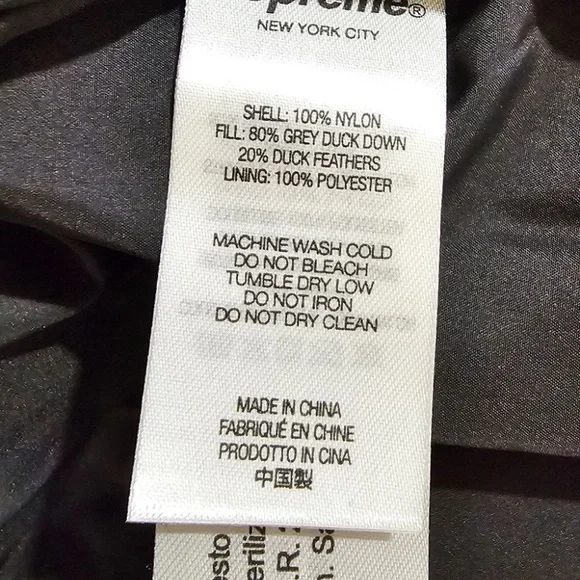 preme®
NEW YORK CITY
SHELL: 100% NYLON
FILL: 80% GREY DUCK DOWN
20% DUCK FEATHERS
LINING: 100% POLYESTER
MACHINE WASH COLD
DO NOT BLEACH
TUMBLE DRY LOW
DO NOT IRON
DO NOT DRY CLEAN
MADE IN CHINA
FABRIQUÉ EN CHINE
PRODOTTO IN CINA
中国製